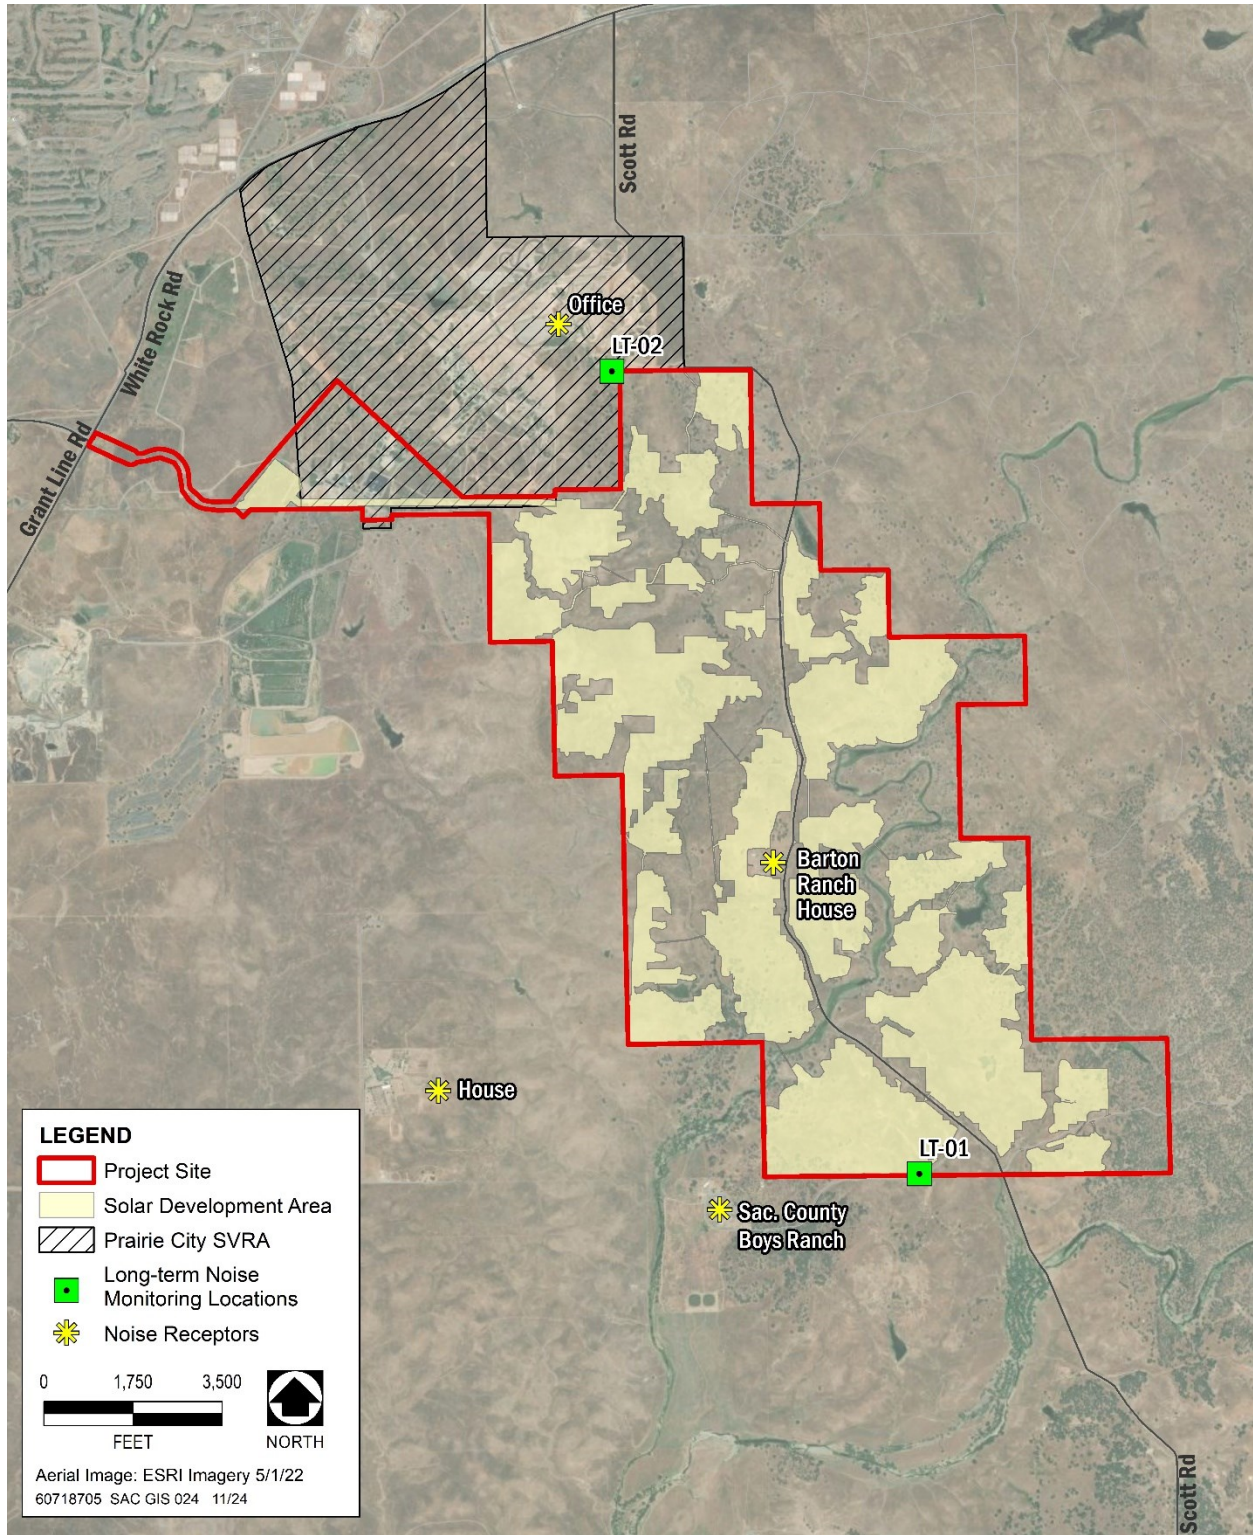 Scott Rd
Office
LT-02
White Rock Rd
Grant Line Rd
Barton
Ranch
House
House
LT-01
Sac. County
Boys Ranch
LEGEND
Project Site
Solar Development Area
Prairie City SVRA
Long-term Noise
Monitoring Locations
Noise Receptors
0 1,750 3,500
FEET
NORTH
Aerial Image: ESRI Imagery 5/1/22
60718705 SAC GIS 024 11/24
Scott Rd